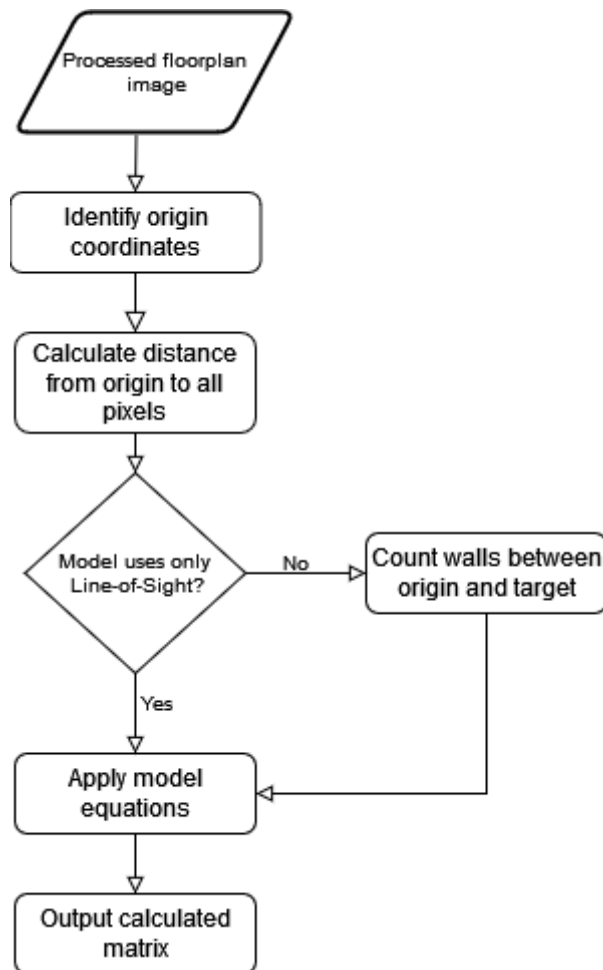 Processed floorplan
image
Identify origin
coordinates
Calculate distance
from origin to all
pixels
Model uses only
Line-of-Sight?
No
Count walls between
origin and target
Yes
Apply model
equations
Output calculated
matrix